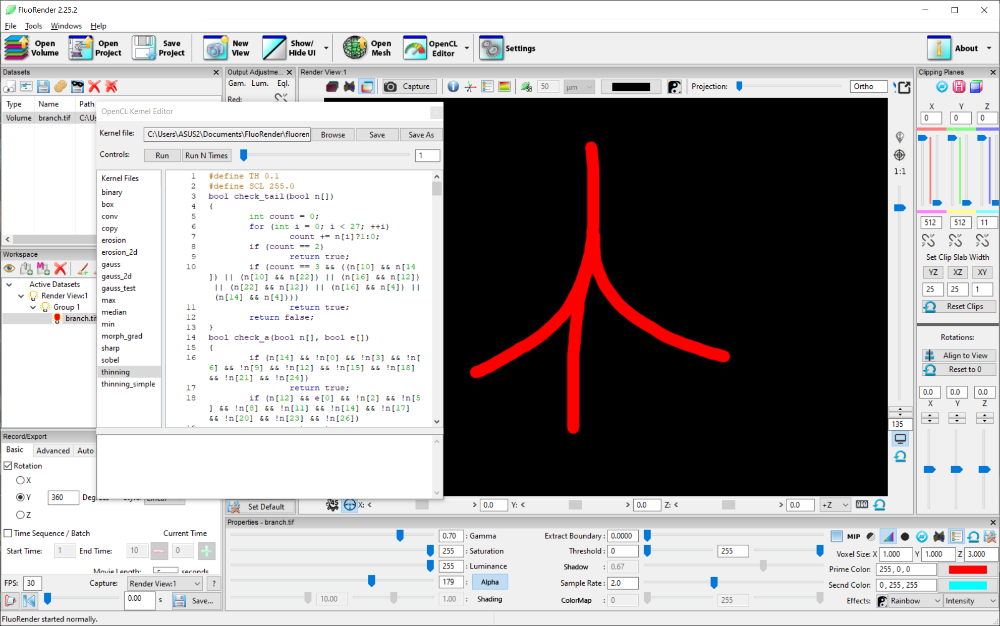 FluoRender 2.25.2
File Tools Windows Help
Open Volume
Open Project
Save Project
New View
Show/ Hide UI
Open Mesh
OpenCL Editor
Settings
About
Datasets
Type Name Path
Volume branch.tif C:\Us
Output Adjustme...
Gam. Lum. Eql.
Red:
Render View:1
Capture
SB
50
µm
Projection:
Ortho
OpenCL Kernel Editor
Kernel file: C:\Users\ASUS2\Documents\FluoRender\fluoren Browse Save Save As
Controls: Run Run N Times 1
Kernel Files
binary
box
conv
copy
erosion
erosion_2d
gauss
gauss_2d
gauss_test
max
median
min
morph_grad
sharp
sobel
thinning
thinning_simple
1 #define TH 0.1
2 #define SCL 255.0
3 bool check_tail(bool n[])
4 {
5 int count = 0;
6 for (int i = 0; i < 27; ++i)
7 count += n[i]?1:0;
8 if (count == 2)
9 return true;
10 if (count == 3 && ((n[10] && n[14
]) || (n[10] && n[22]) || (n[16] && n[12])
|| (n[22] && n[12]) || (n[16] && n[4]) ||
(n[14] && n[4])))
11 return true;
12 return false;
13 }
14 bool check_a(bool n[], bool e[])
15 {
16 if (n[14] && !n[0] && !n[3] && !n[
6] && !n[9] && !n[12] && !n[15] && !n[18]
&& !n[21] && !n[24])
17 return true;
18 if (n[12] && e[0] && !n[2] && !n[5
] && !n[8] && !n[11] && !n[14] && !n[17]
&& !n[20] && !n[23] && !n[26])
Workspace
Active Datasets
Render View:1
Group 1
branch.tif
Record/Export
Basic Advanced Auto
Rotation
X
Y 360
Z
Time Sequence / Batch Current Time
Start Time: 1 End Time: 10 0
Movie Length: seconds
FPS: 30 Capture: Render View:1 ?
0.00 s Save...
FluoRender started normally.
1:1
135
Set Default
45 X: < > 0.0 Y: < > 0.0 Z: < > 0.0 +Z 000
Properties - branch.tif
0.70 : Gamma
255 : Saturation
255 : Luminance
179 : Alpha
10.00 1.00 : Shading
Extract Boundary : 0.0000
Threshold : 0 255
Shadow : 0.67
Sample Rate : 2.0
ColorMap : 0 255
MIP
Voxel Size: X 1.000 Y 1.000 Z 3.000
Prime Color: 255 , 0 , 0
Secnd Color: 0 , 255 , 255
Effects: Rainbow Intensity
Clipping Planes
H
X Y Z
0 0 0
512 512 11
Set Clip Slab Width
YZ XZ XY
25 25 1
Reset Clips
Rotations:
Align to View
Reset to 0
0.0 0.0 0.0
X Y Z